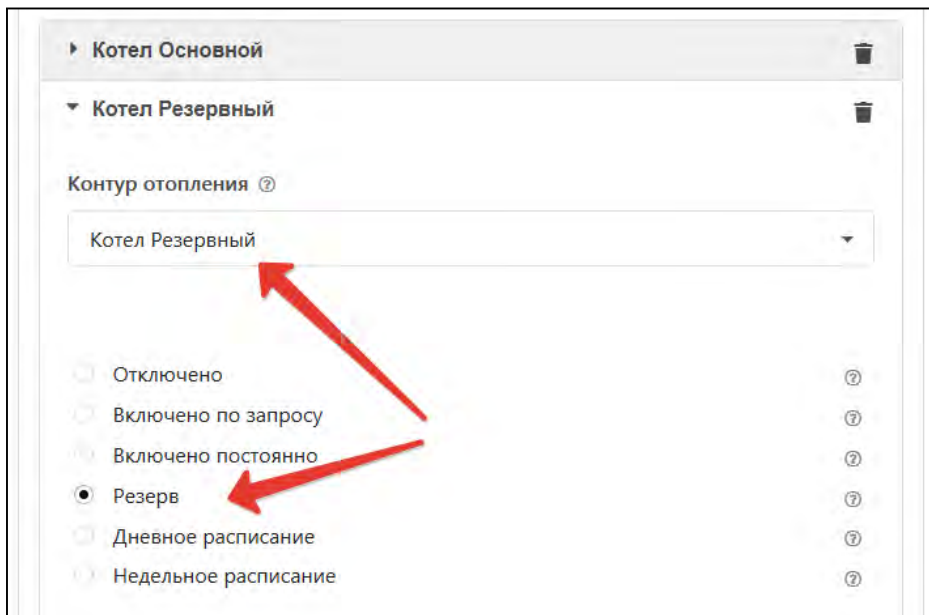 Котел Основной
Котел Резервный
Контур отопления
Котел Резервный
Отключено
Включено по запросу
Включено постоянно
Резерв
Дневное расписание
Недельное расписание